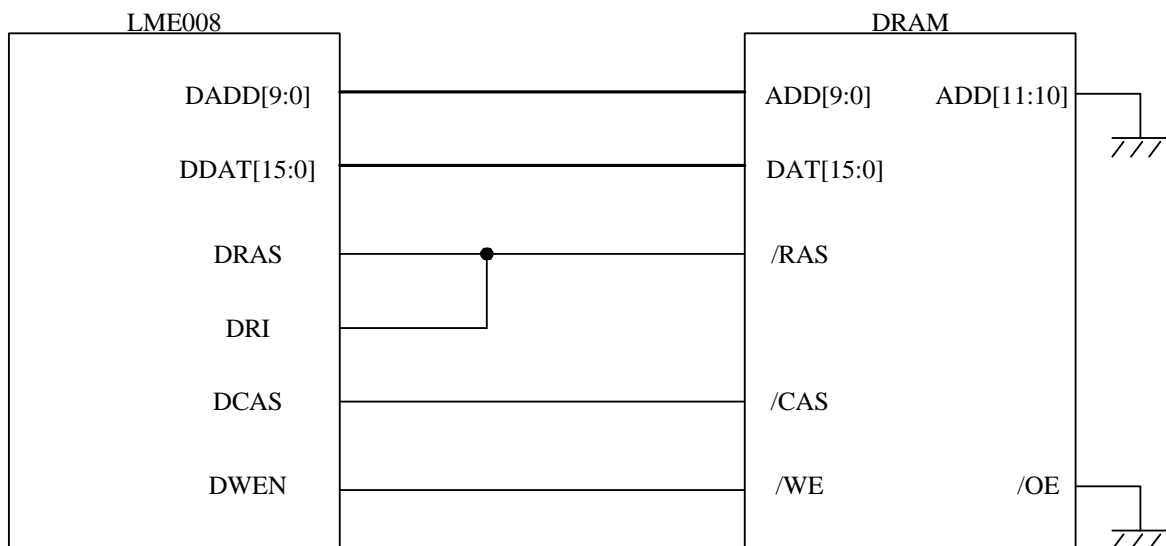 LME008 DRAM
DADD[9:0] ADD[9:0] ADD[11:10]
DDAT[15:0] DAT[15:0]
DRAS /RAS
DRI
DCAS /CAS
DWEN /WE /OE